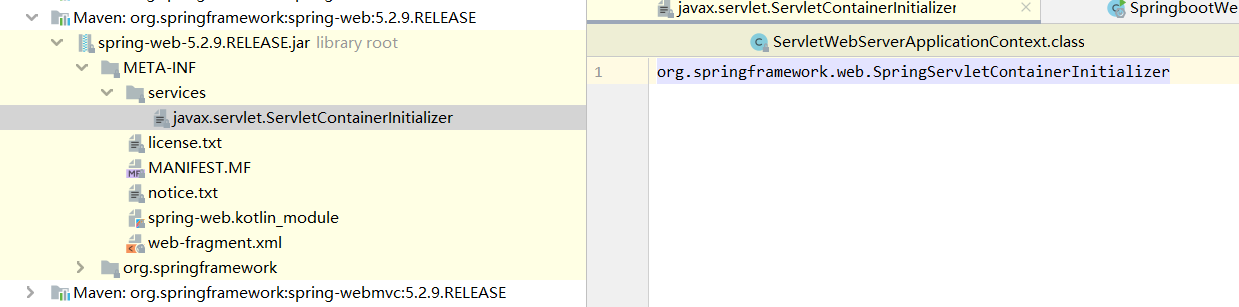 Maven: org.springframework:spring-web:5.2.9.RELEASE
spring-web-5.2.9.RELEASE.jar library root
META-INF
services
javax.servlet.ServletContainerInitializer
license.txt
MANIFEST.MF
notice.txt
spring-web.kotlin_module
web-fragment.xml
org.springframework
Maven: org.springframework:spring-webmvc:5.2.9.RELEASE
javax.servlet.ServletContainerInitializer
SpringbootWe
ServletWebServerApplicationContext.class
1 org.springframework.web.SpringServletContainerInitializer